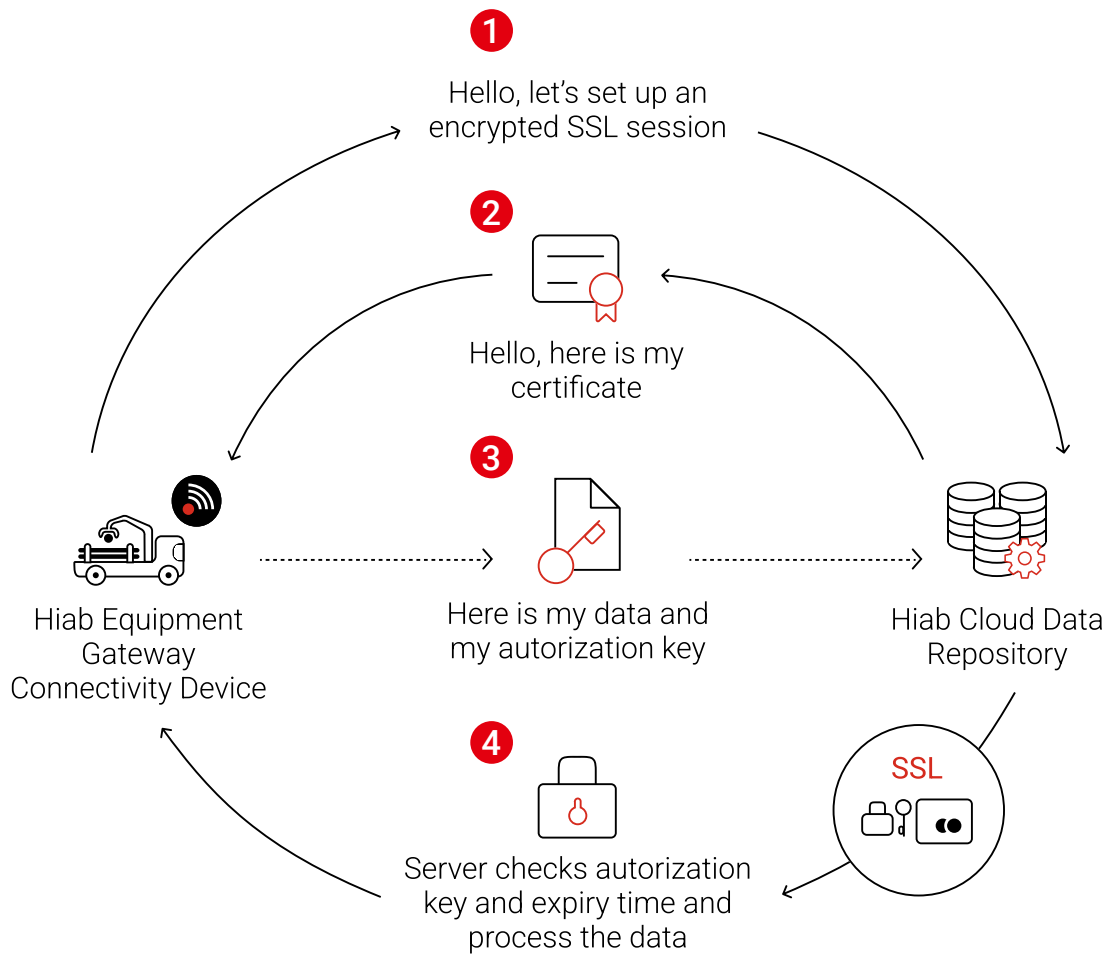 1
Hello, let's set up an
encrypted SSL session
2
Hello, here is my
certificate
3
Here is my data and
my autorization key
Hiab Equipment
Gateway
Connectivity Device
Hiab Cloud Data
Repository
4
Server checks autorization
key and expiry time and
process the data
SSL